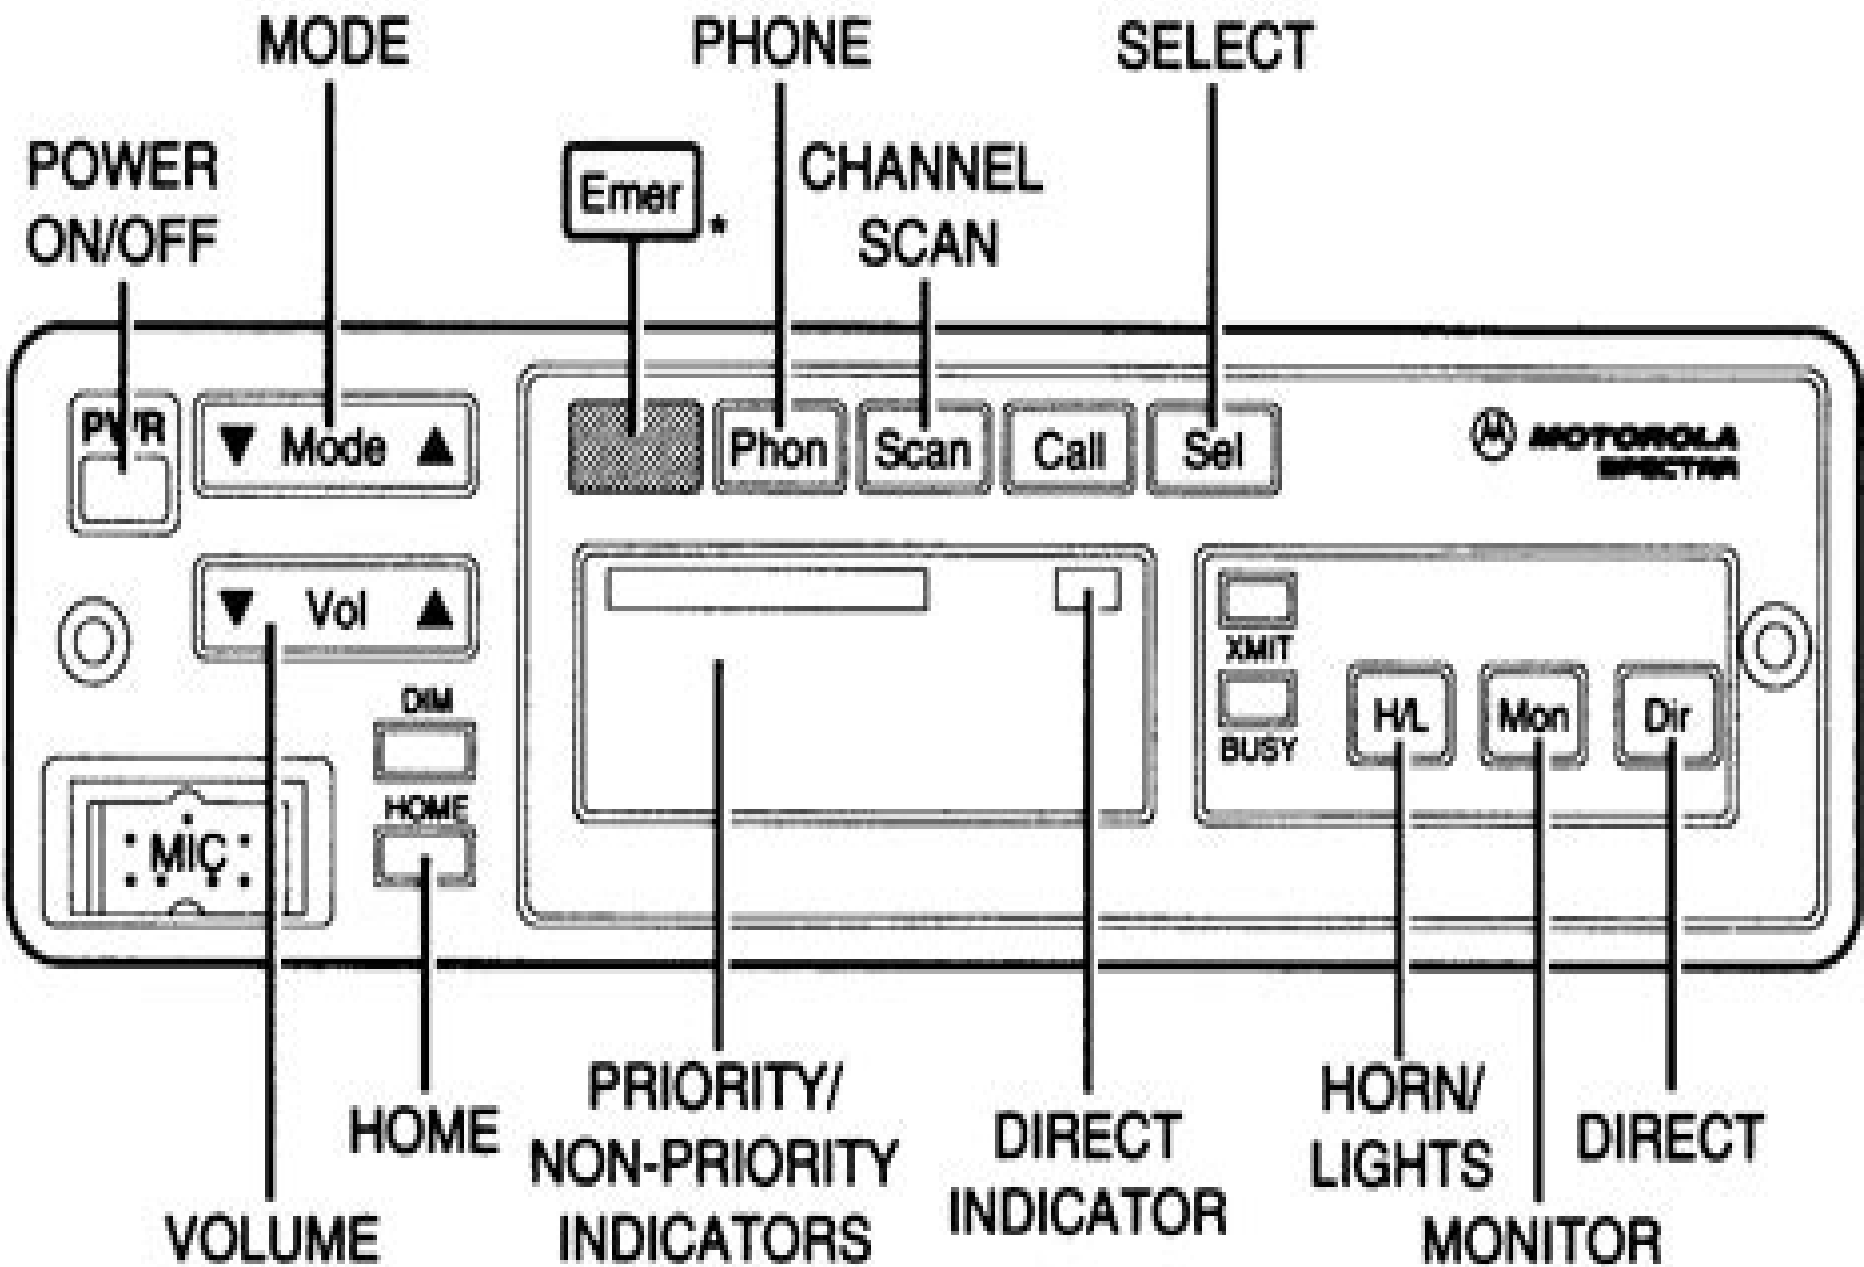 MODE
PHONE
SELECT
POWER
ON/OFF
Emer
*
CHANNEL
SCAN
PWR
▼ Mode ▲
Phon
Scan
Call
Sel
MOTOROLA
SPECTRA
▼ Vol ▲
DIM
HOME
MIC
XMIT
BUSY
H/L
Mon
Dir
HOME
VOLUME
PRIORITY/
NON-PRIORITY
INDICATORS
DIRECT
INDICATOR
HORN/
LIGHTS
MONITOR
DIRECT